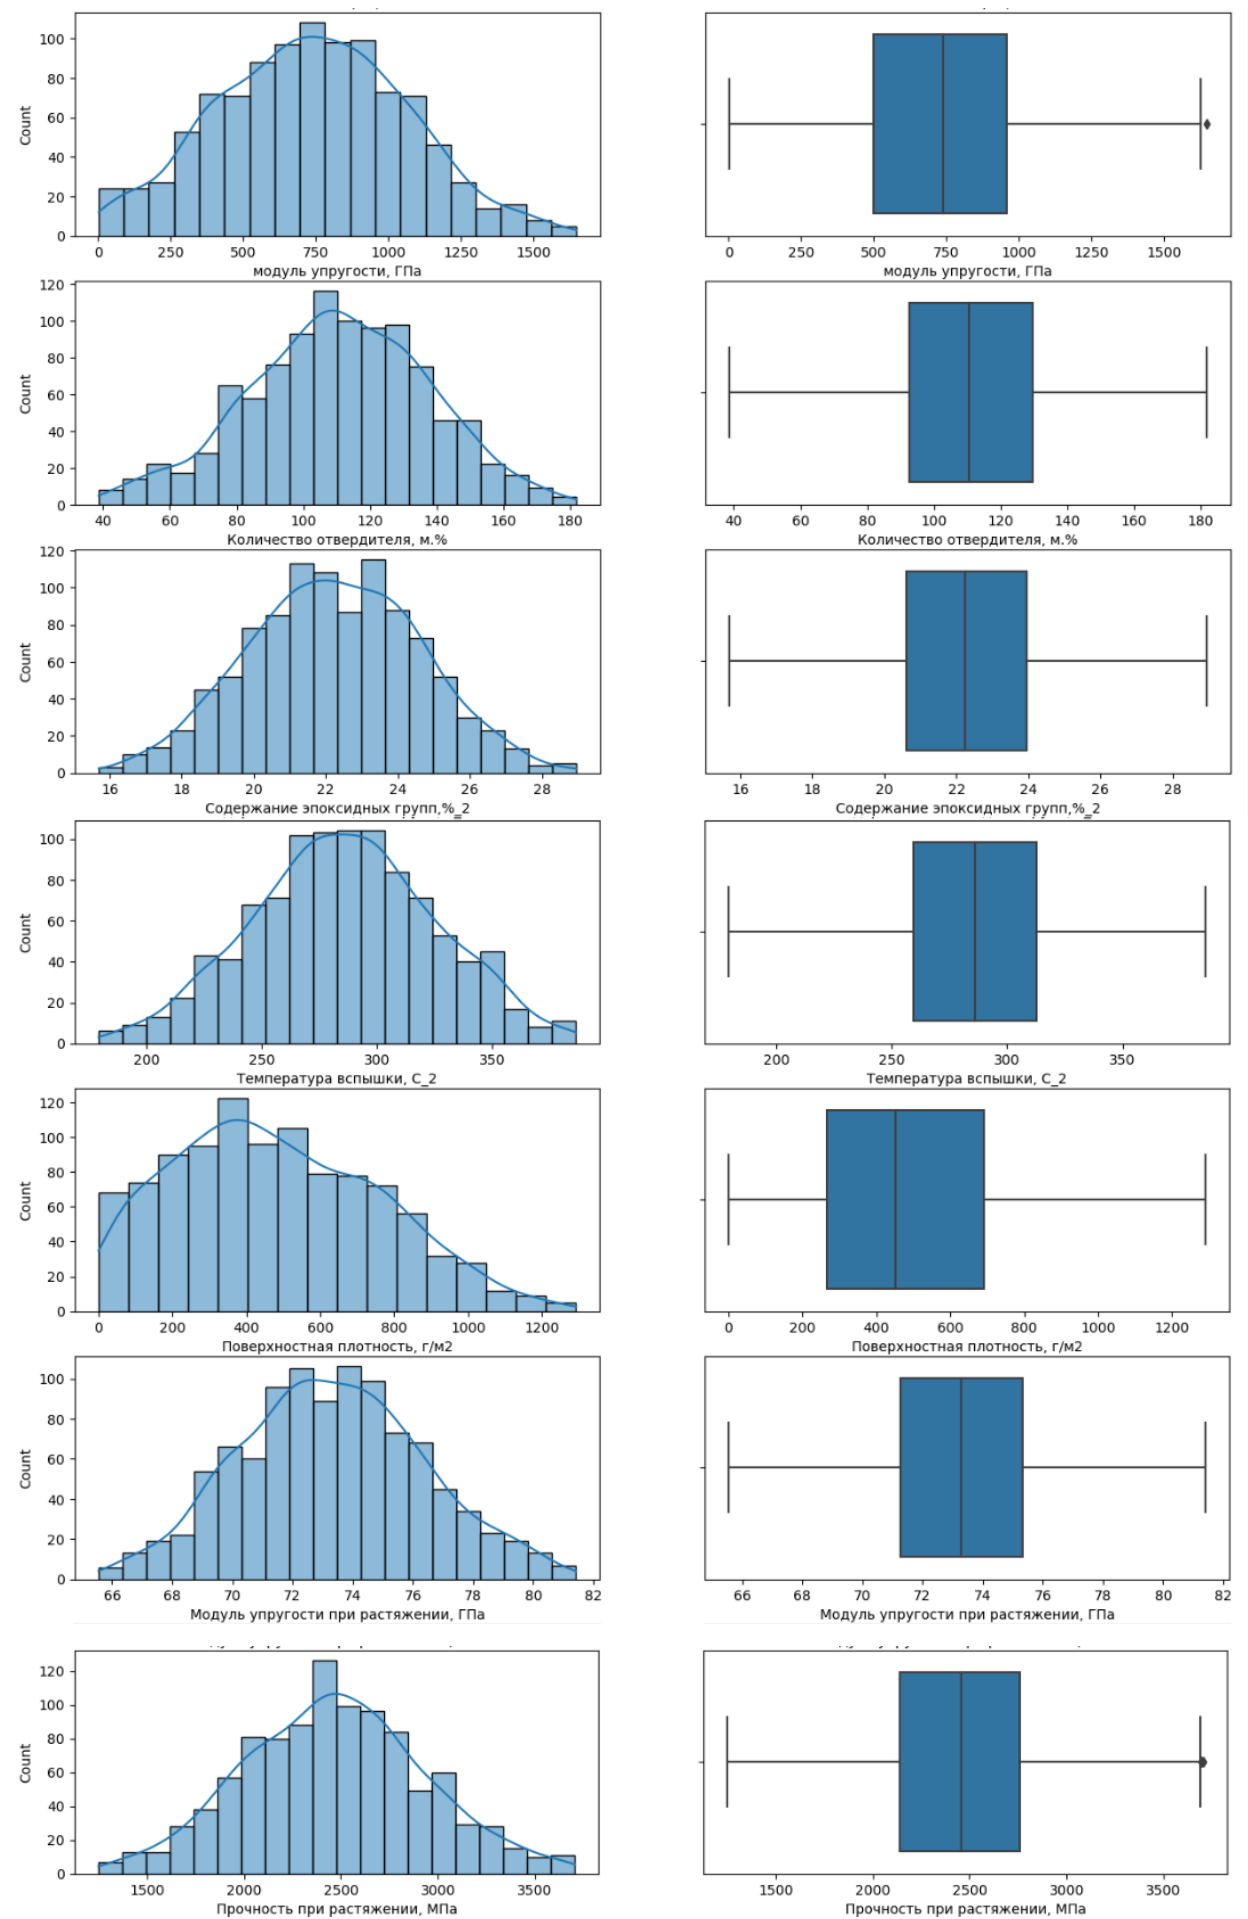 100
80
60
40
20
0
Count
0 250 500 750 1000 1250 1500
модуль упругости, ГПа
0 250 500 750 1000 1250 1500
модуль упругости, ГПа
120
100
80
60
40
20
0
Count
40 60 80 100 120 140 160 180
Количество отвердителя, м.%
40 60 80 100 120 140 160 180
Количество отвердителя, м.%
120
100
80
60
40
20
0
Count
16 18 20 22 24 26 28
Содержание эпоксидных групп,%_2
16 18 20 22 24 26 28
Содержание эпоксидных групп,%_2
100
80
60
40
20
0
Count
200 250 300 350
Температура вспышки, С_2
200 250 300 350
Температура вспышки, С_2
120
100
80
60
40
20
0
Count
0 200 400 600 800 1000 1200
Поверхностная плотность, г/м2
0 200 400 600 800 1000 1200
Поверхностная плотность, г/м2
100
80
60
40
20
0
Count
66 68 70 72 74 76 78 80 82
Модуль упругости при растяжении, ГПа
66 68 70 72 74 76 78 80 82
Модуль упругости при растяжении, ГПа
120
100
80
60
40
20
0
Count
1500 2000 2500 3000 3500
Прочность при растяжении, МПа
1500 2000 2500 3000 3500
Прочность при растяжении, МПа